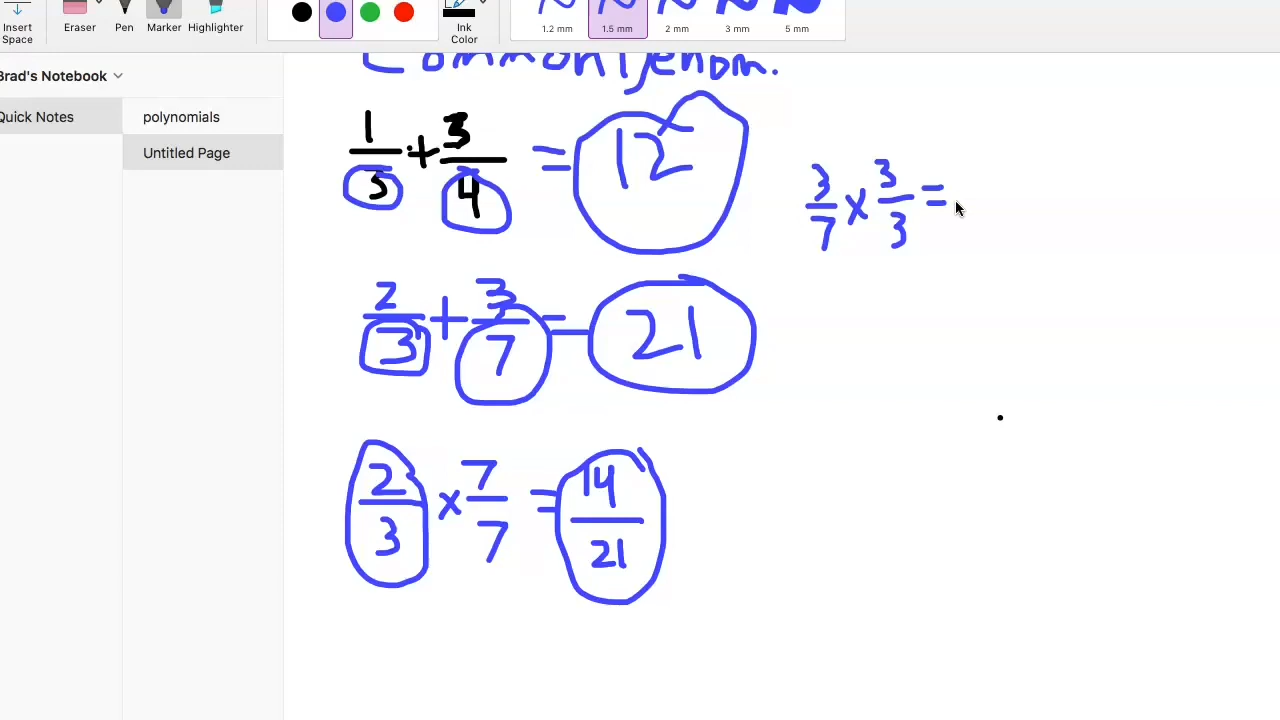 Insert Space
Eraser
Pen
Marker
Highlighter
Ink Color
1.2 mm
1.5 mm
2 mm
3 mm
5 mm
Brad's Notebook
Quick Notes
polynomials
Untitled Page
Common Denom.
1/3 + 3/4 = 12
3/7 x 3/3 =
2/3 + 3/7 = 21
2/3 x 7/7 = 14/21